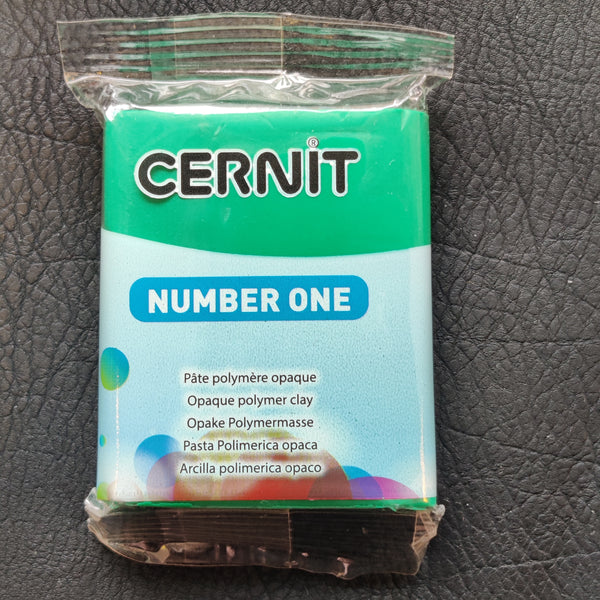 CERNiT®
NUMBER ONE
Pâte polymère opaque
Opaque polymer clay
Opake Polymermasse
Pasta Polimerica opaca
Arcilla polimerica opaco